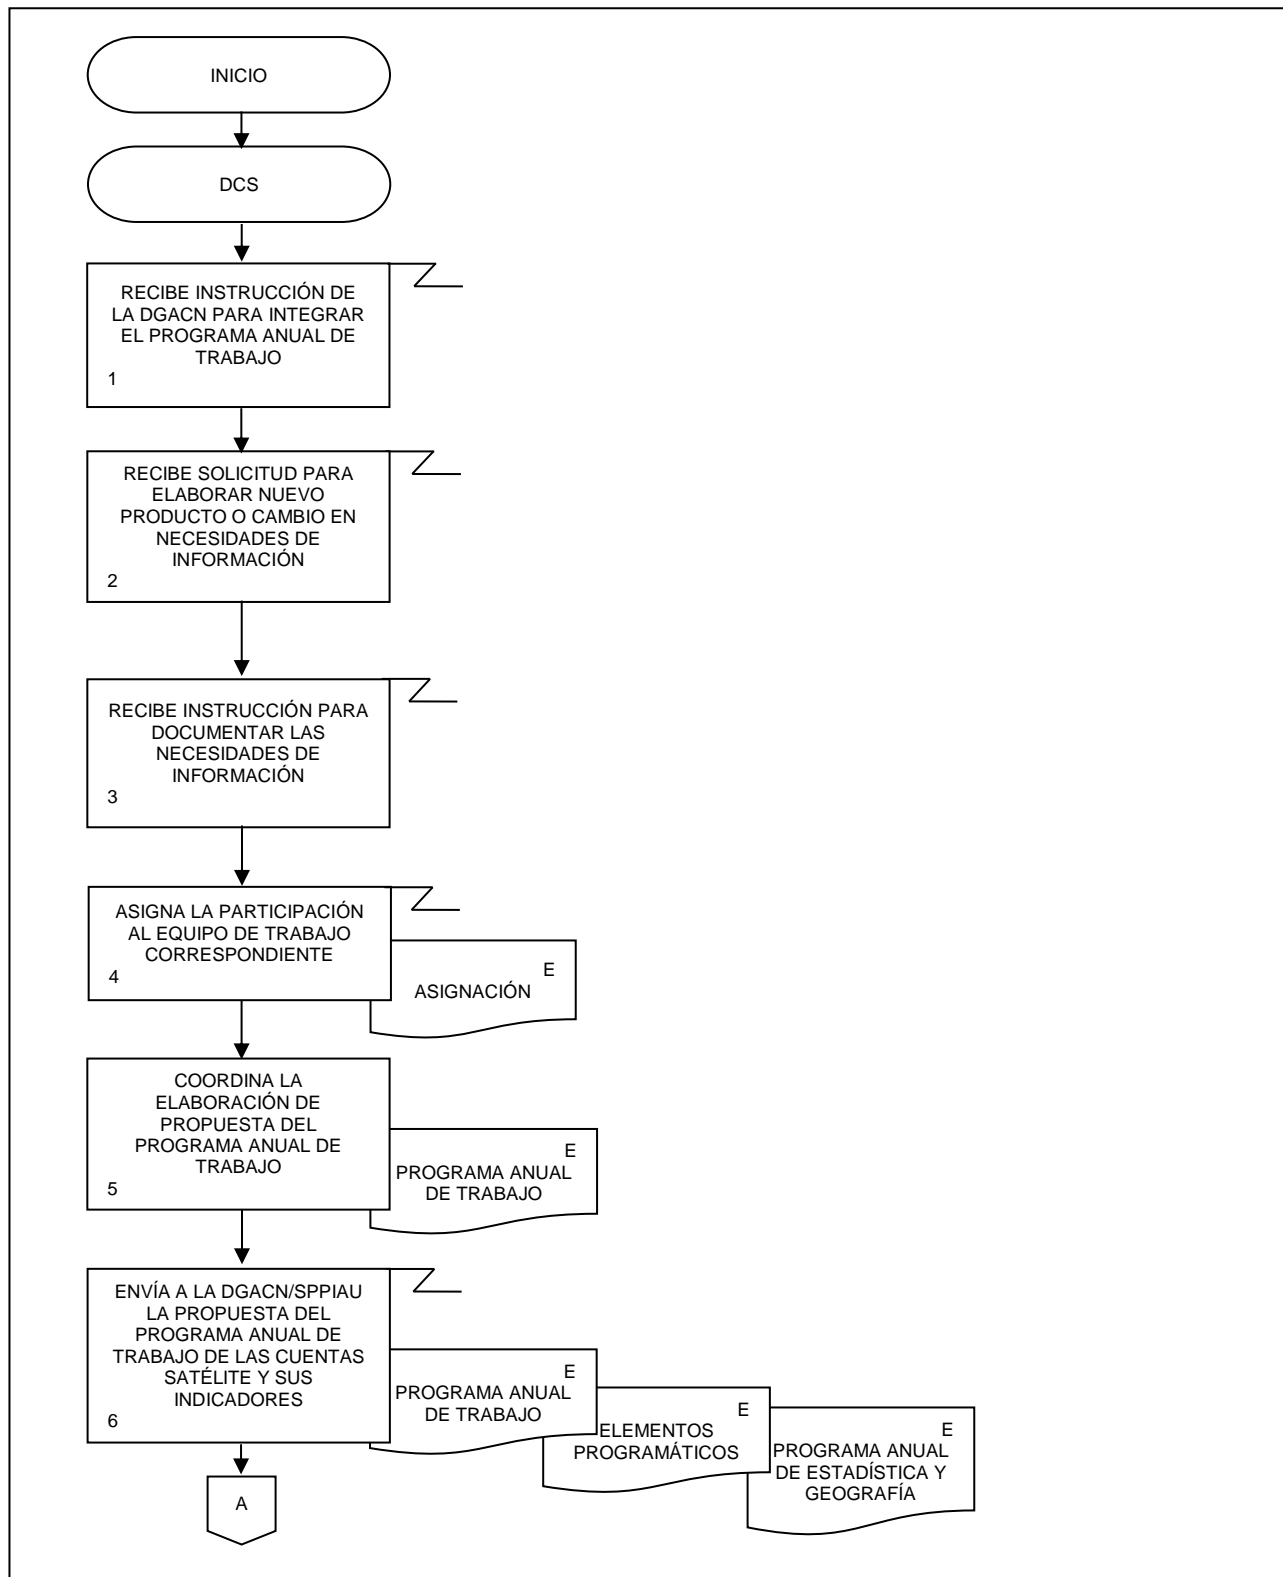 INICIO
DCS
RECIBE INSTRUCCIÓN DE
LA DGACN PARA INTEGRAR
EL PROGRAMA ANUAL DE
TRABAJO
1
RECIBE SOLICITUD PARA
ELABORAR NUEVO
PRODUCTO O CAMBIO EN
NECESIDADES DE
INFORMACIÓN
2
RECIBE INSTRUCCIÓN PARA
DOCUMENTAR LAS
NECESIDADES DE
INFORMACIÓN
3
ASIGNA LA PARTICIPACIÓN
AL EQUIPO DE TRABAJO
CORRESPONDIENTE
4
E
ASIGNACIÓN
COORDINA LA
ELABORACIÓN DE
PROPUESTA DEL
PROGRAMA ANUAL DE
TRABAJO
5
E
PROGRAMA ANUAL
DE TRABAJO
ENVÍA A LA DGACN/SPPIAU
LA PROPUESTA DEL
PROGRAMA ANUAL DE
TRABAJO DE LAS CUENTAS
SATÉLITE Y SUS
INDICADORES
6
E
PROGRAMA ANUAL
DE TRABAJO
E
ELEMENTOS
PROGRAMÁTICOS
E
PROGRAMA ANUAL
DE ESTADÍSTICA Y
GEOGRAFÍA
A